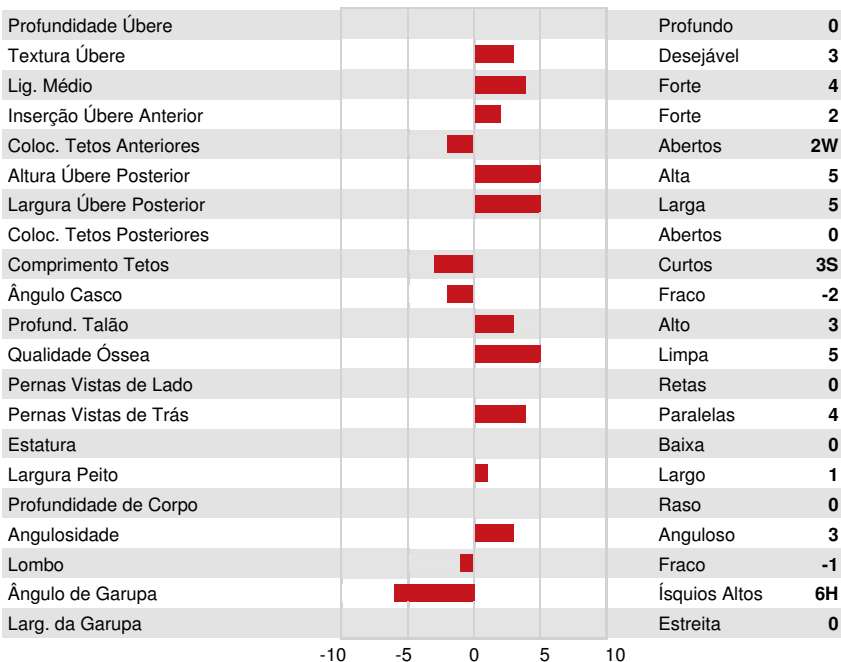 Profundidade Úbere Profundo 0
Textura Úbere Desejável 3
Lig. Médio Forte 4
Inserção Úbere Anterior Forte 2
Coloc. Tetos Anteriores Abertos 2W
Altura Úbere Posterior Alta 5
Largura Úbere Posterior Larga 5
Coloc. Tetos Posteriores Abertos 0
Comprimento Tetos Curtos 3S
Ângulo Casco Fraco -2
Profund. Talão Alto 3
Qualidade Óssea Limpa 5
Pernas Vistas de Lado Retas 0
Pernas Vistas de Trás Paralelas 4
Estatura Baixa 0
Largura Peito Largo 1
Profundidade de Corpo Raso 0
Angulosidade Anguloso 3
Lombo Fraco -1
Ângulo de Garupa Ísquios Altos 6H
Larg. da Garupa Estreita 0
-10 -5 0 5 10